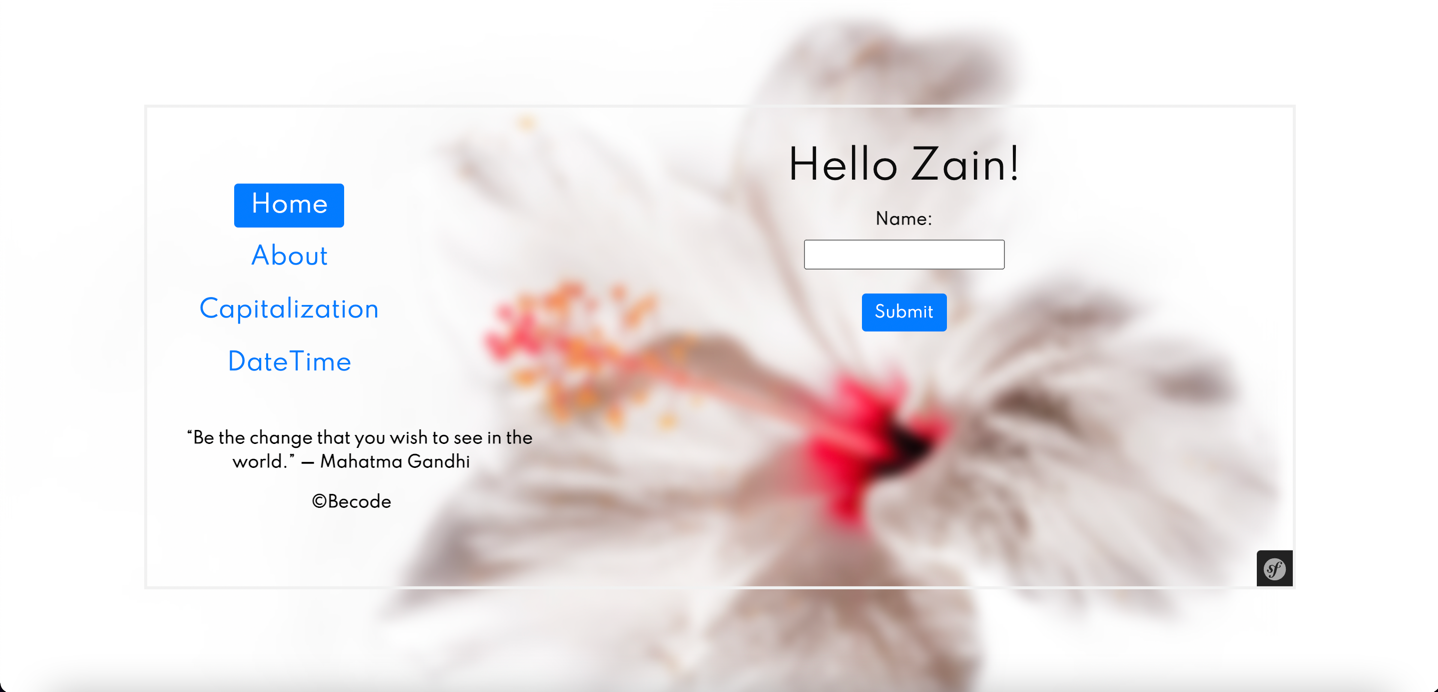 Home
About
Capitalization
DateTime
“Be the change that you wish to see in the
world.” — Mahatma Gandhi
©Becode
Hello Zain!
Name:
Submit
sf